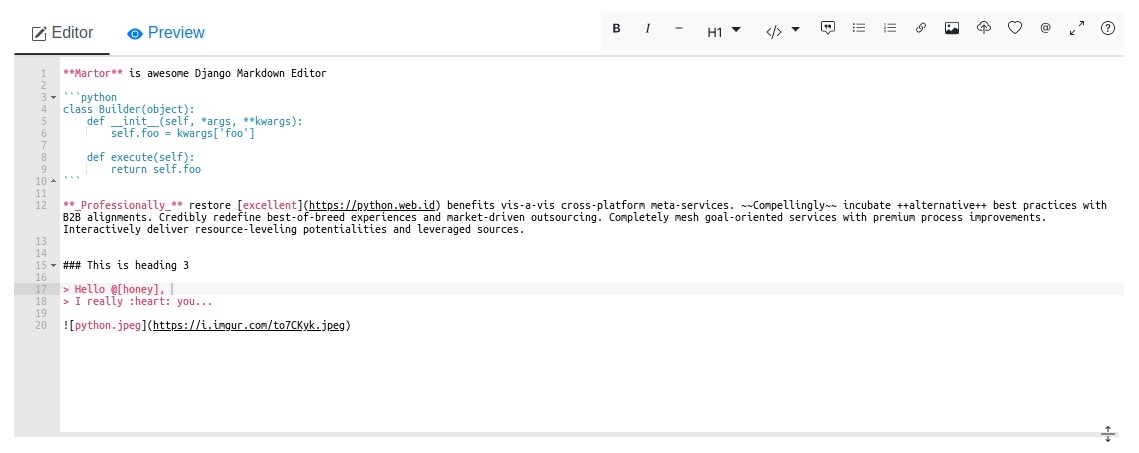 Editor Preview B I H1 </> @
1 **Martor** is awesome Django Markdown Editor
2
3 ```python
4 class Builder(object):
5     def __init__(self, *args, **kwargs):
6         self.foo = kwargs['foo']
7
8     def execute(self):
9         return self.foo
10 ```
11
12 **_Professionally_** restore [excellent](https://python.web.id) benefits vis-a-vis cross-platform meta-services. ~~Compellingly~~ incubate ++alternative++ best practices with
B2B alignments. Credibly redefine best-of-breed experiences and market-driven outsourcing. Completely mesh goal-oriented services with premium process improvements.
Interactively deliver resource-leveling potentialities and leveraged sources.
13
14
15 ### This is heading 3
16
17 > Hello @[honey],
18 > I really :heart: you...
19
20 ![python.jpeg](https://i.imgur.com/to7CKyk.jpeg)